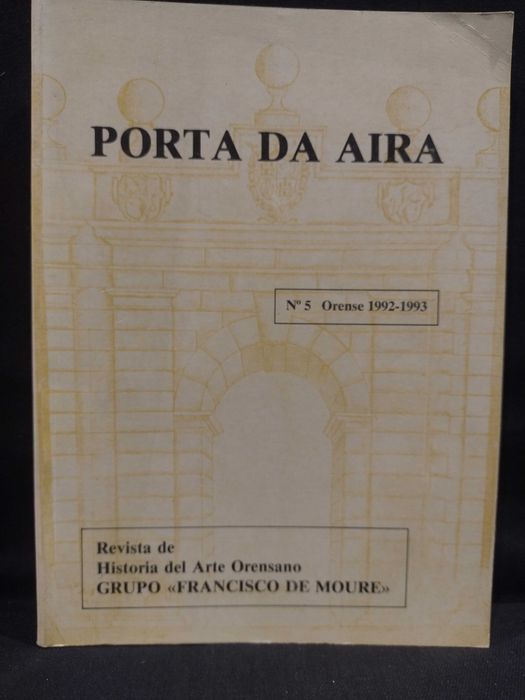 PORTA DA AIRA
Nº 5 Orense 1992-1993
Revista de
Historia del Arte Orensano
GRUPO «FRANCISCO DE MOURE»